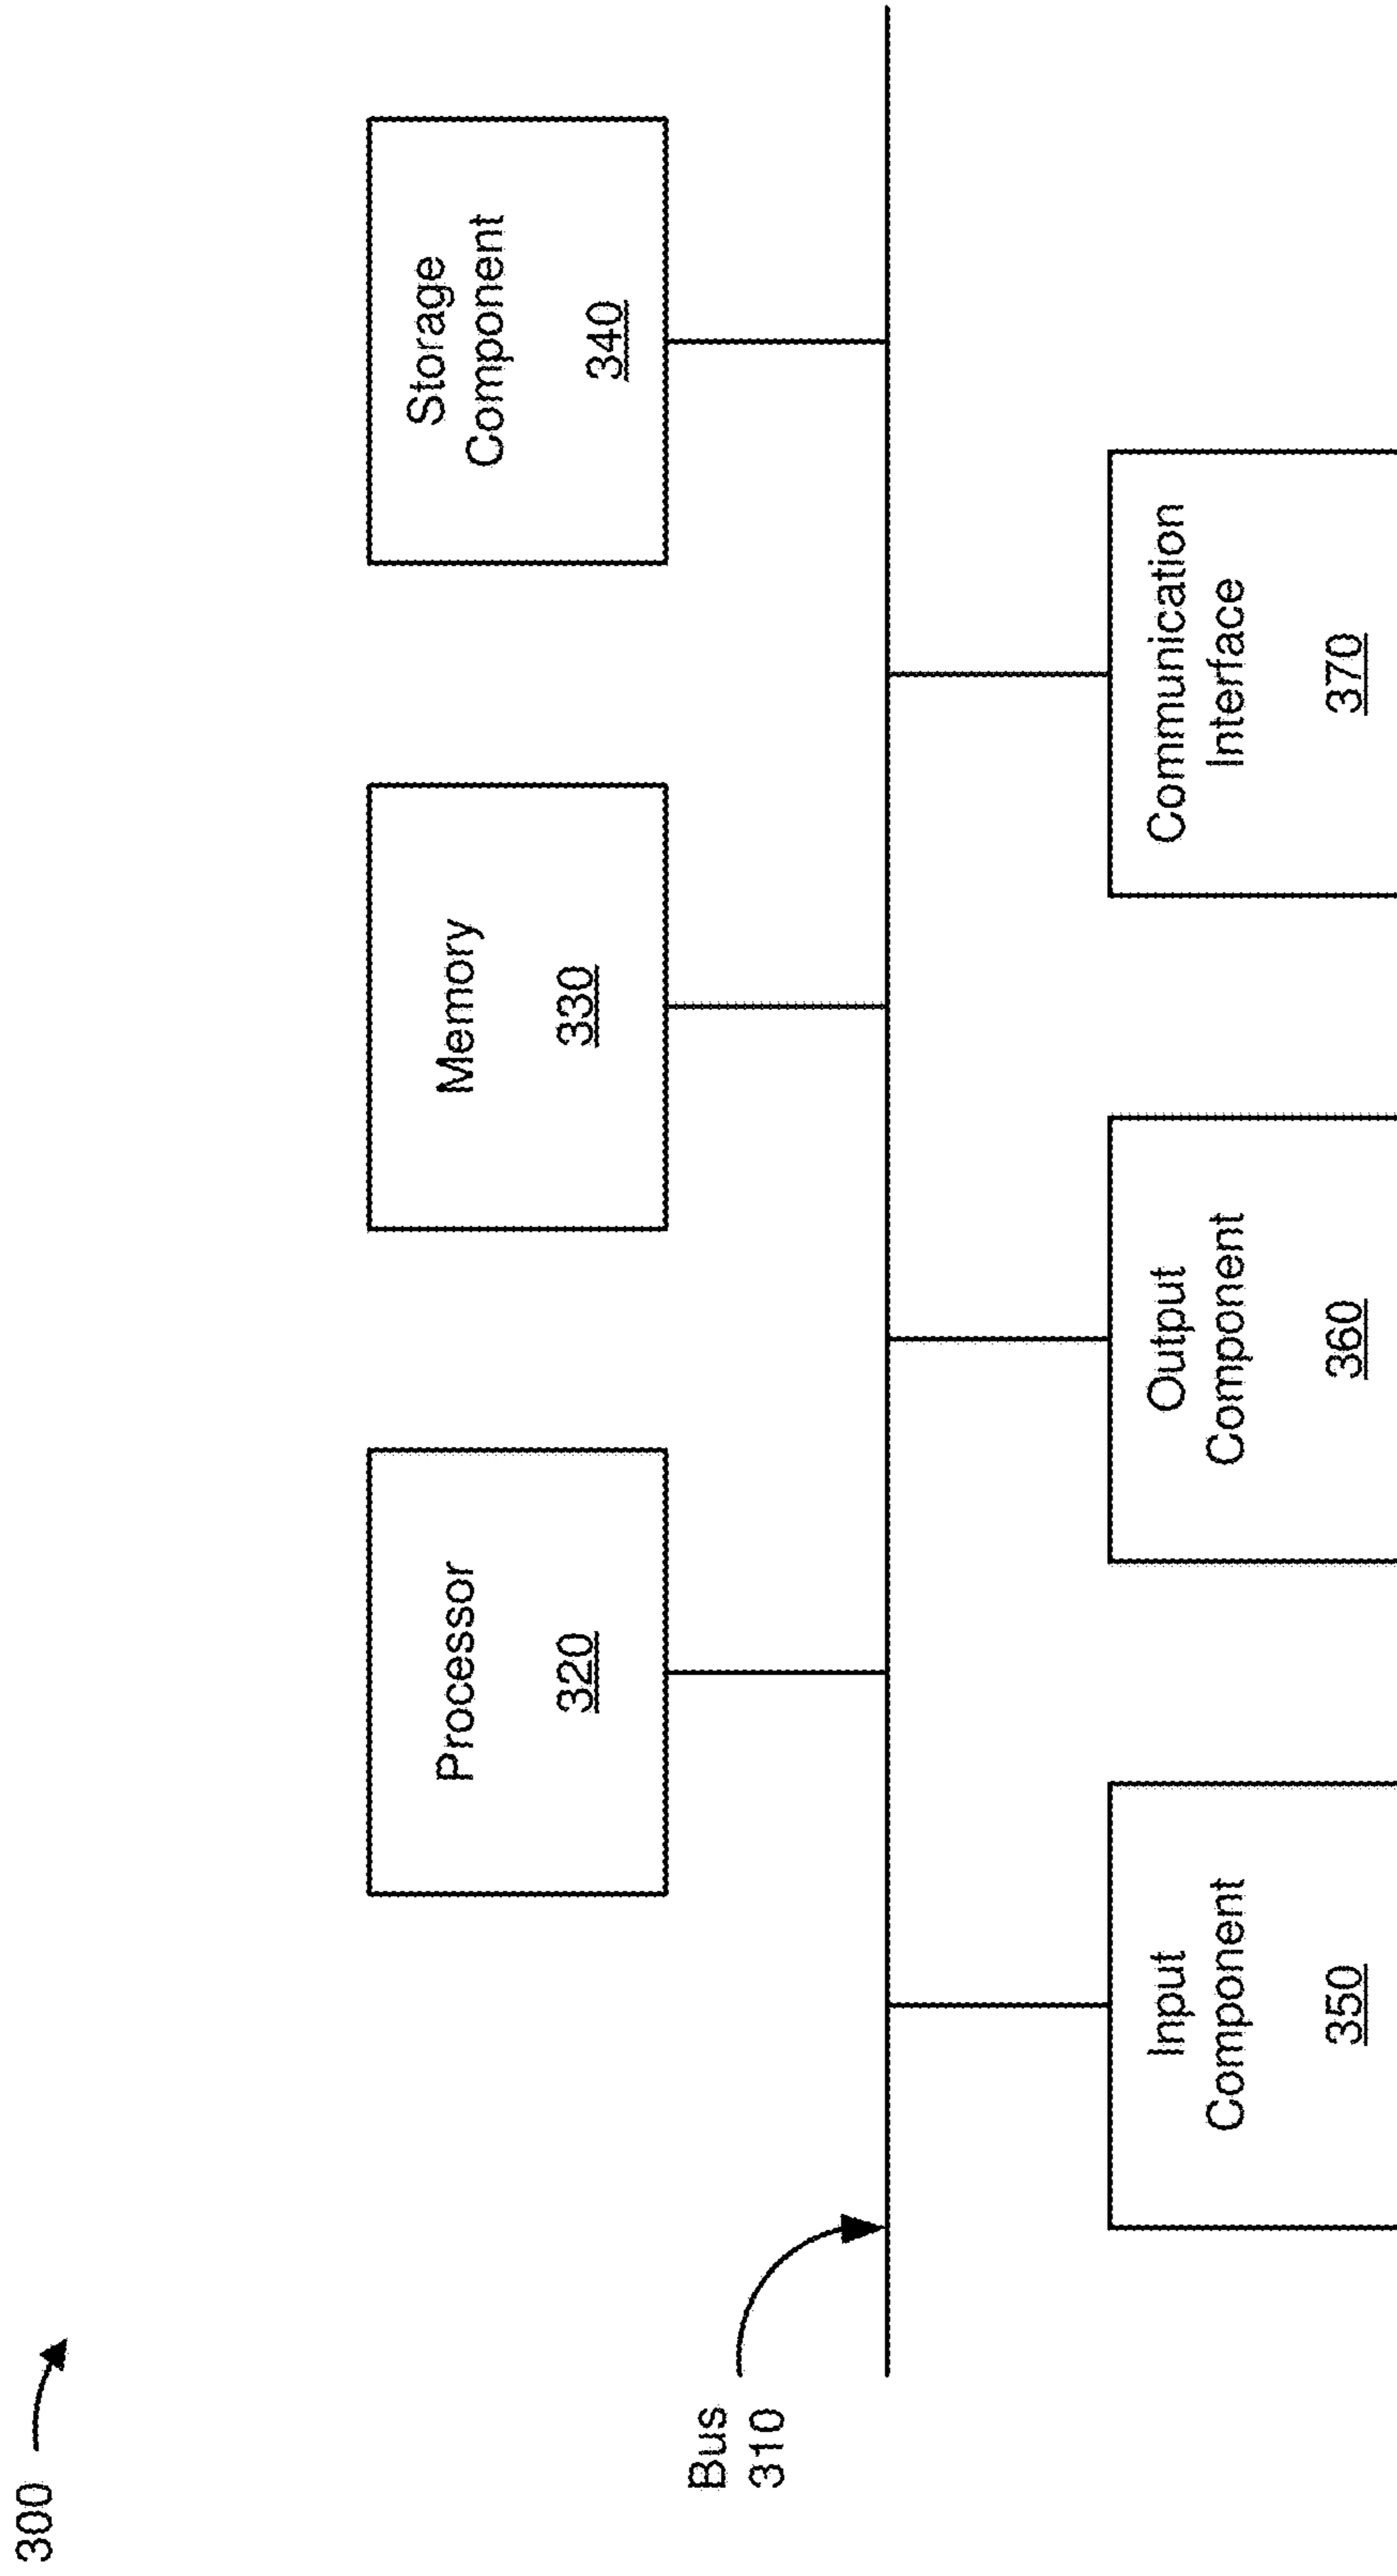 300
Processor
320
Memory
330
Storage
Component
340
Bus
310
Input
Component
350
Output
Component
360
Communication
Interface
370